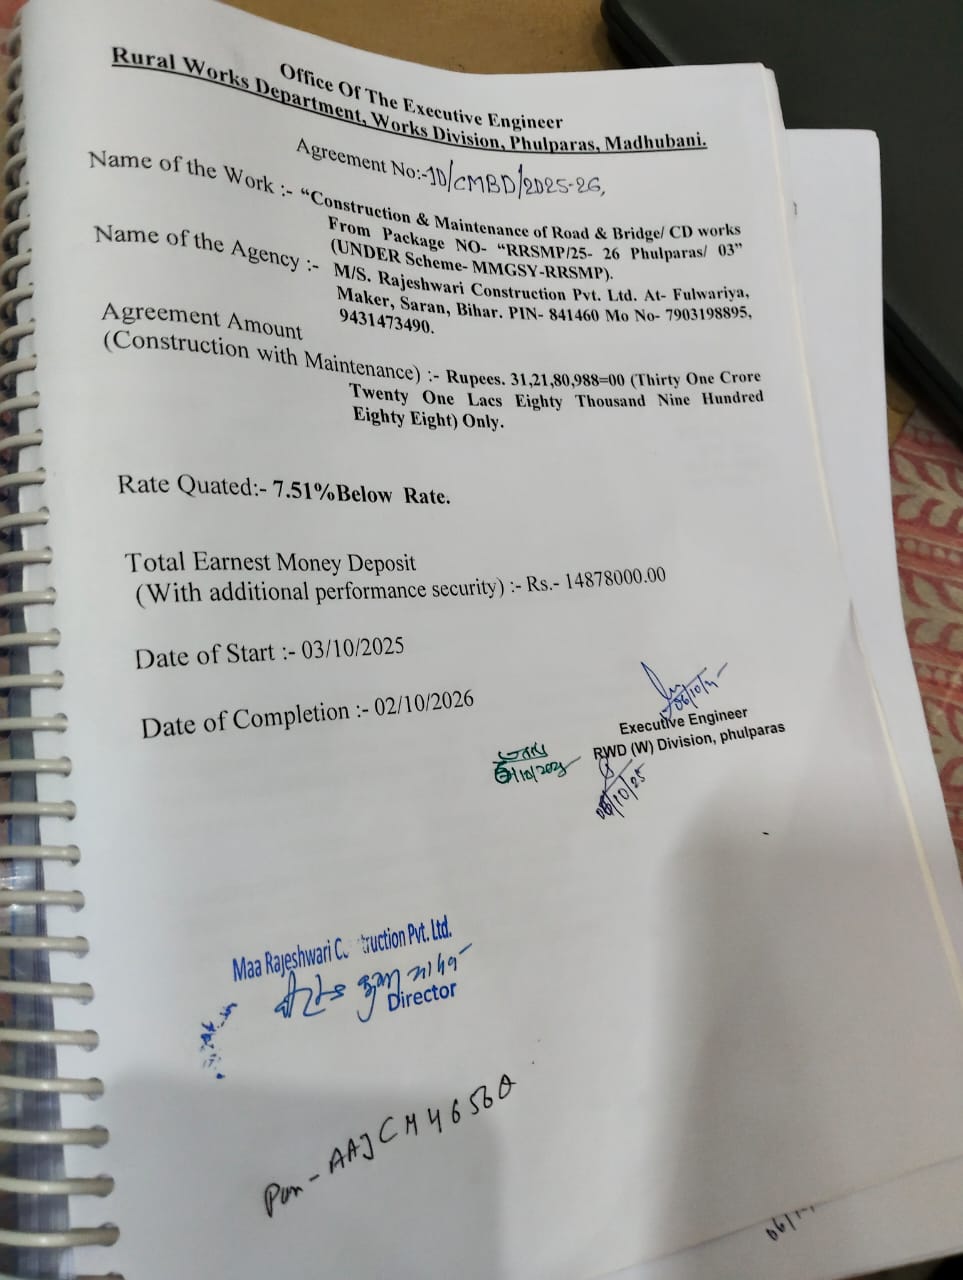 Office Of The Executive Engineer
Rural Works Department, Works Division, Phulparas, Madhubani.
Agreement No:-10/CMBD/2025-26,
Name of the Work :- “Construction & Maintenance of Road & Bridge/ CD works
From Package NO- “RRSMP/25- 26 Phulparas/ 03”
(UNDER Scheme- MMGSY-RRSMP).
Name of the Agency :- M/S. Rajeshwari Construction Pvt. Ltd. At- Fulwariya,
Maker, Saran, Bihar. PIN- 841460 Mo No- 7903198895,
9431473490.
Agreement Amount
(Construction with Maintenance) :- Rupees. 31,21,80,988=00 (Thirty One Crore
Twenty One Lacs Eighty Thousand Nine Hundred
Eighty Eight) Only.
Rate Quated:- 7.51%Below Rate.
Total Earnest Money Deposit
(With additional performance security) :- Rs.- 14878000.00
Date of Start :- 03/10/2025
Date of Completion :- 02/10/2026
Executive Engineer
RWD (W) Division, phulparas
06/10/25
Maa Rajeshwari C truction Pvt. Ltd.
Director
Pan - AAJCM4656Q